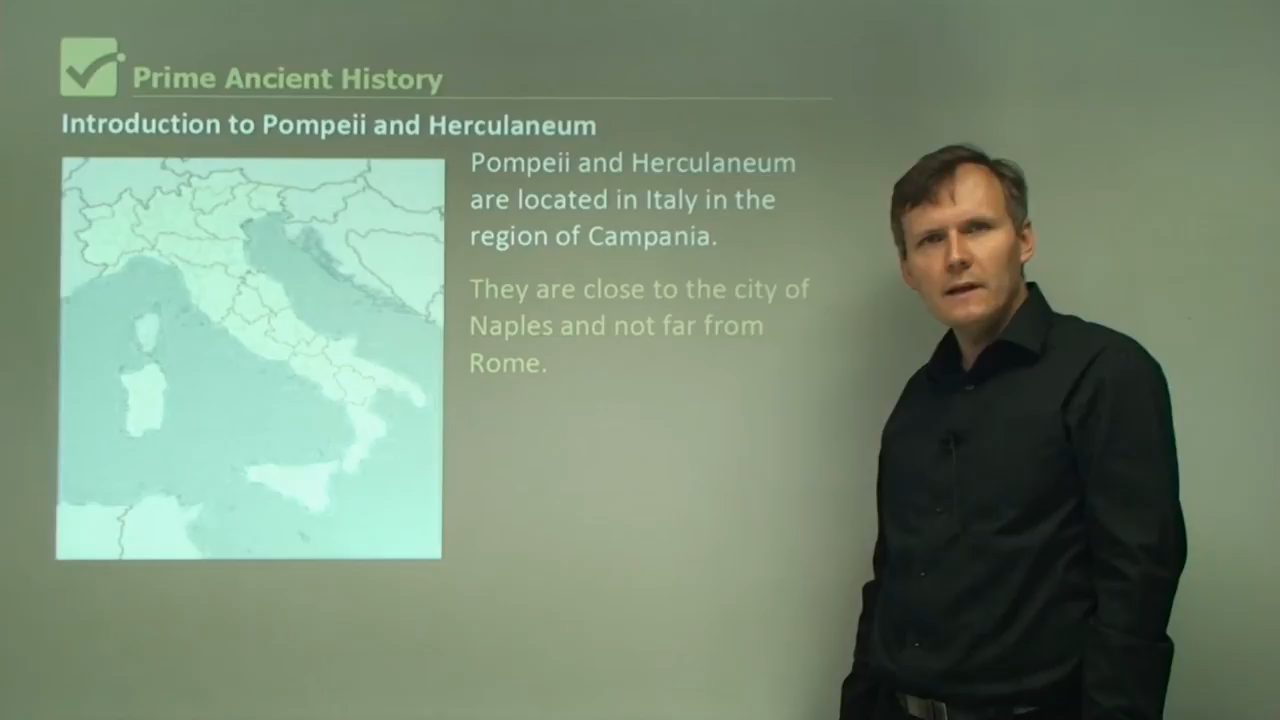 Prime Ancient History
Introduction to Pompeii and Herculaneum
Pompeii and Herculaneum
are located in Italy in the
region of Campania.
They are close to the city of
Naples and not far from
Rome.